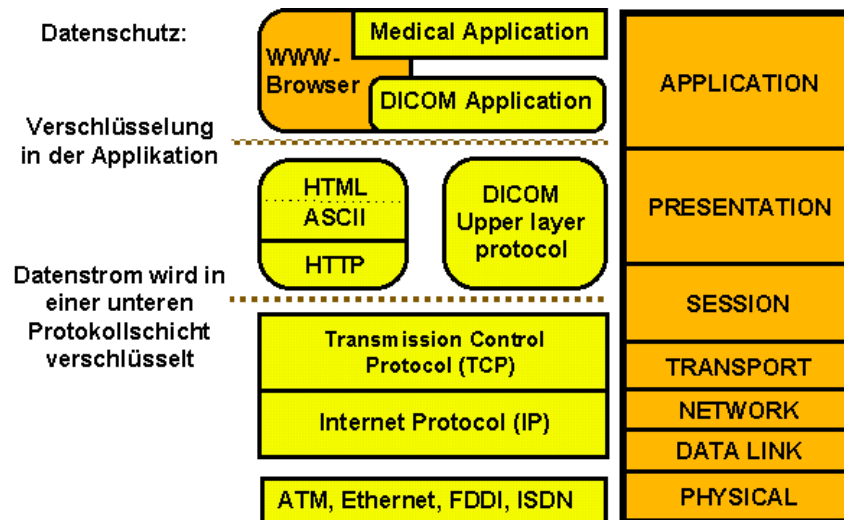 Datenschutz:
Verschlüsselung
in der Applikation
Datenstrom wird in
einer unteren
Protokollschicht
verschlüsselt
Medical Application
WWW-
Browser
DICOM Application
HTML
ASCII
HTTP
DICOM
Upper layer
protocol
Transmission Control
Protocol (TCP)
Internet Protocol (IP)
ATM, Ethernet, FDDI, ISDN
APPLICATION
PRESENTATION
SESSION
TRANSPORT
NETWORK
DATA LINK
PHYSICAL